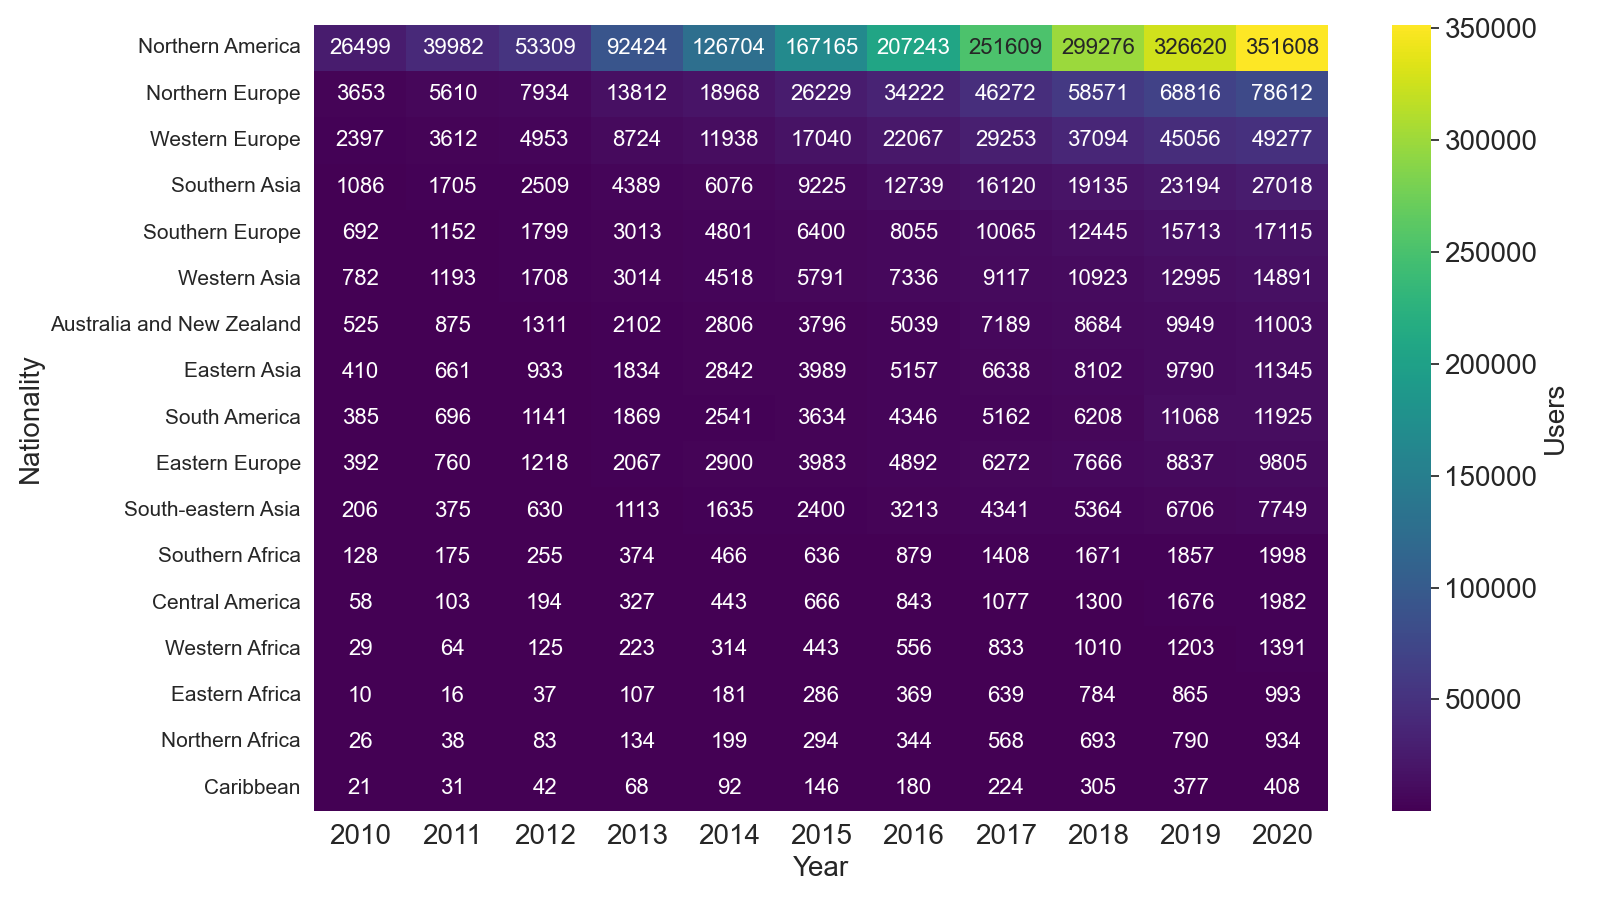 Northern America 26499 39982 53309 92424 126704 167165 207243 251609 299276 326620 351608 350000
Northern Europe 3653 5610 7934 13812 18968 26229 34222 46272 58571 68816 78612
Western Europe 2397 3612 4953 8724 11938 17040 22067 29253 37094 45056 49277 300000
Southern Asia 1086 1705 2509 4389 6076 9225 12739 16120 19135 23194 27018
Southern Europe 692 1152 1799 3013 4801 6400 8055 10065 12445 15713 17115
250000
Western Asia 782 1193 1708 3014 4518 5791 7336 9117 10923 12995 14891
Australia and New Zealand 525 875 1311 2102 2806 3796 5039 7189 8684 9949 11003
Eastern Asia 410 661 933 1834 2842 3989 5157 6638 8102 9790 11345 200000
Nationality
Users
South America 385 696 1141 1869 2541 3634 4346 5162 6208 11068 11925
Eastern Europe 392 760 1218 2067 2900 3983 4892 6272 7666 8837 9805 150000
South-eastern Asia 206 375 630 1113 1635 2400 3213 4341 5364 6706 7749
Southern Africa 128 175 255 374 466 636 879 1408 1671 1857 1998
100000
Central America 58 103 194 327 443 666 843 1077 1300 1676 1982
Western Africa 29 64 125 223 314 443 556 833 1010 1203 1391
Eastern Africa 10 16 37 107 181 286 369 639 784 865 993 50000
Northern Africa 26 38 83 134 199 294 344 568 693 790 934
Caribbean 21 31 42 68 92 146 180 224 305 377 408
2010 2011 2012 2013 2014 2015 2016 2017 2018 2019 2020
Year